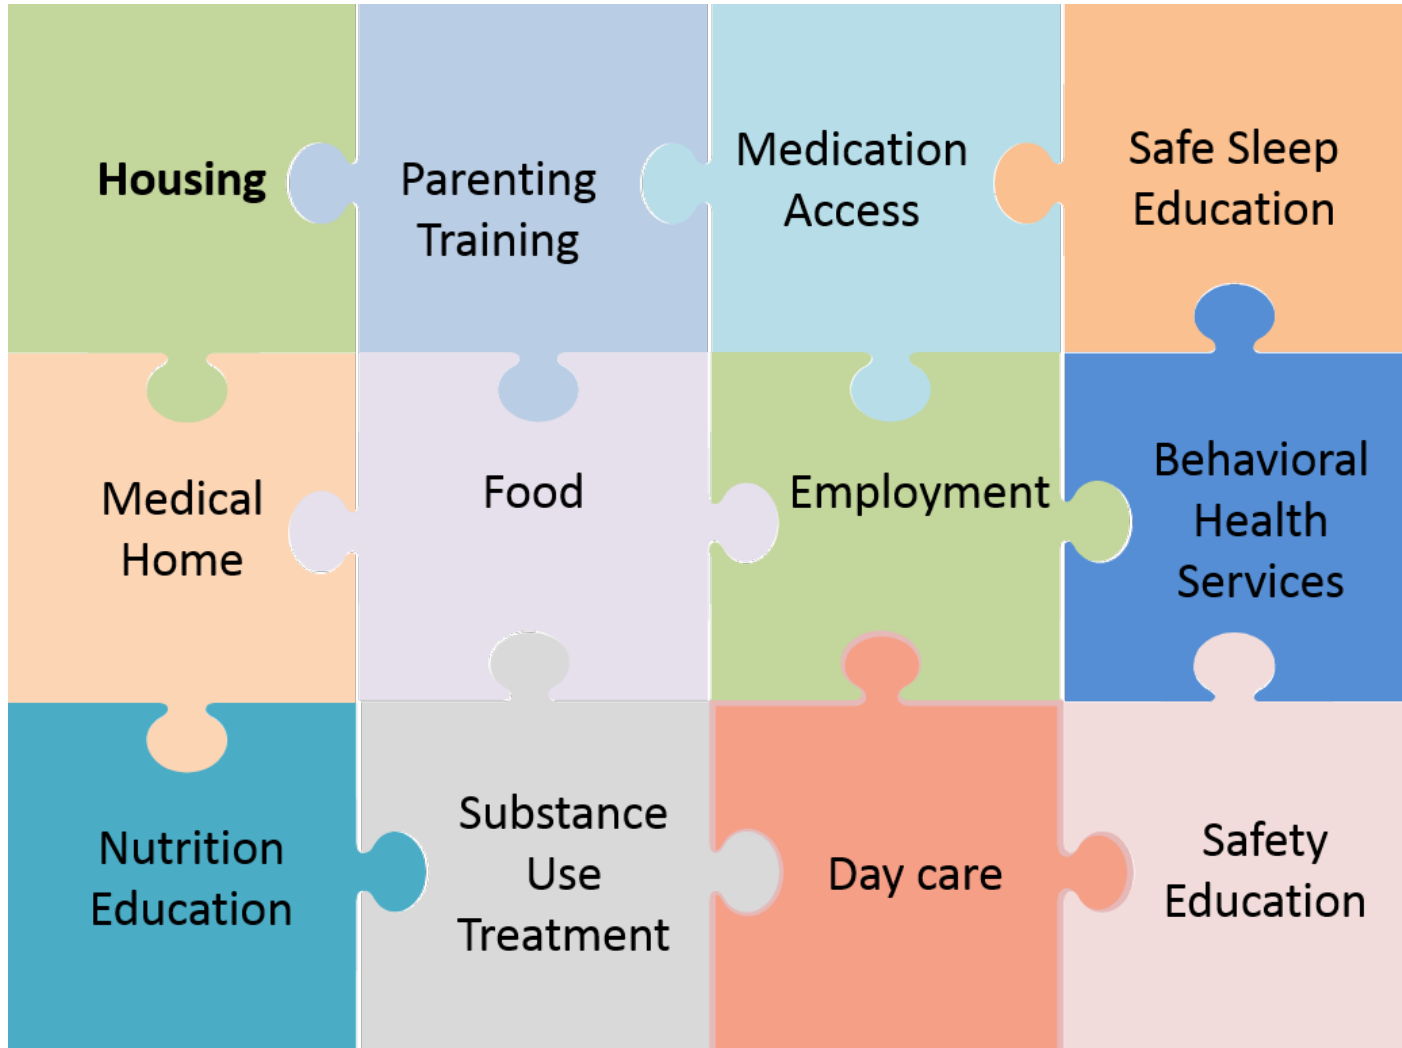 Housing
Parenting
Training
Medication
Access
Safe Sleep
Education
Medical
Home
Food
Employment
Behavioral
Health
Services
Nutrition
Education
Substance
Use
Treatment
Day care
Safety
Education